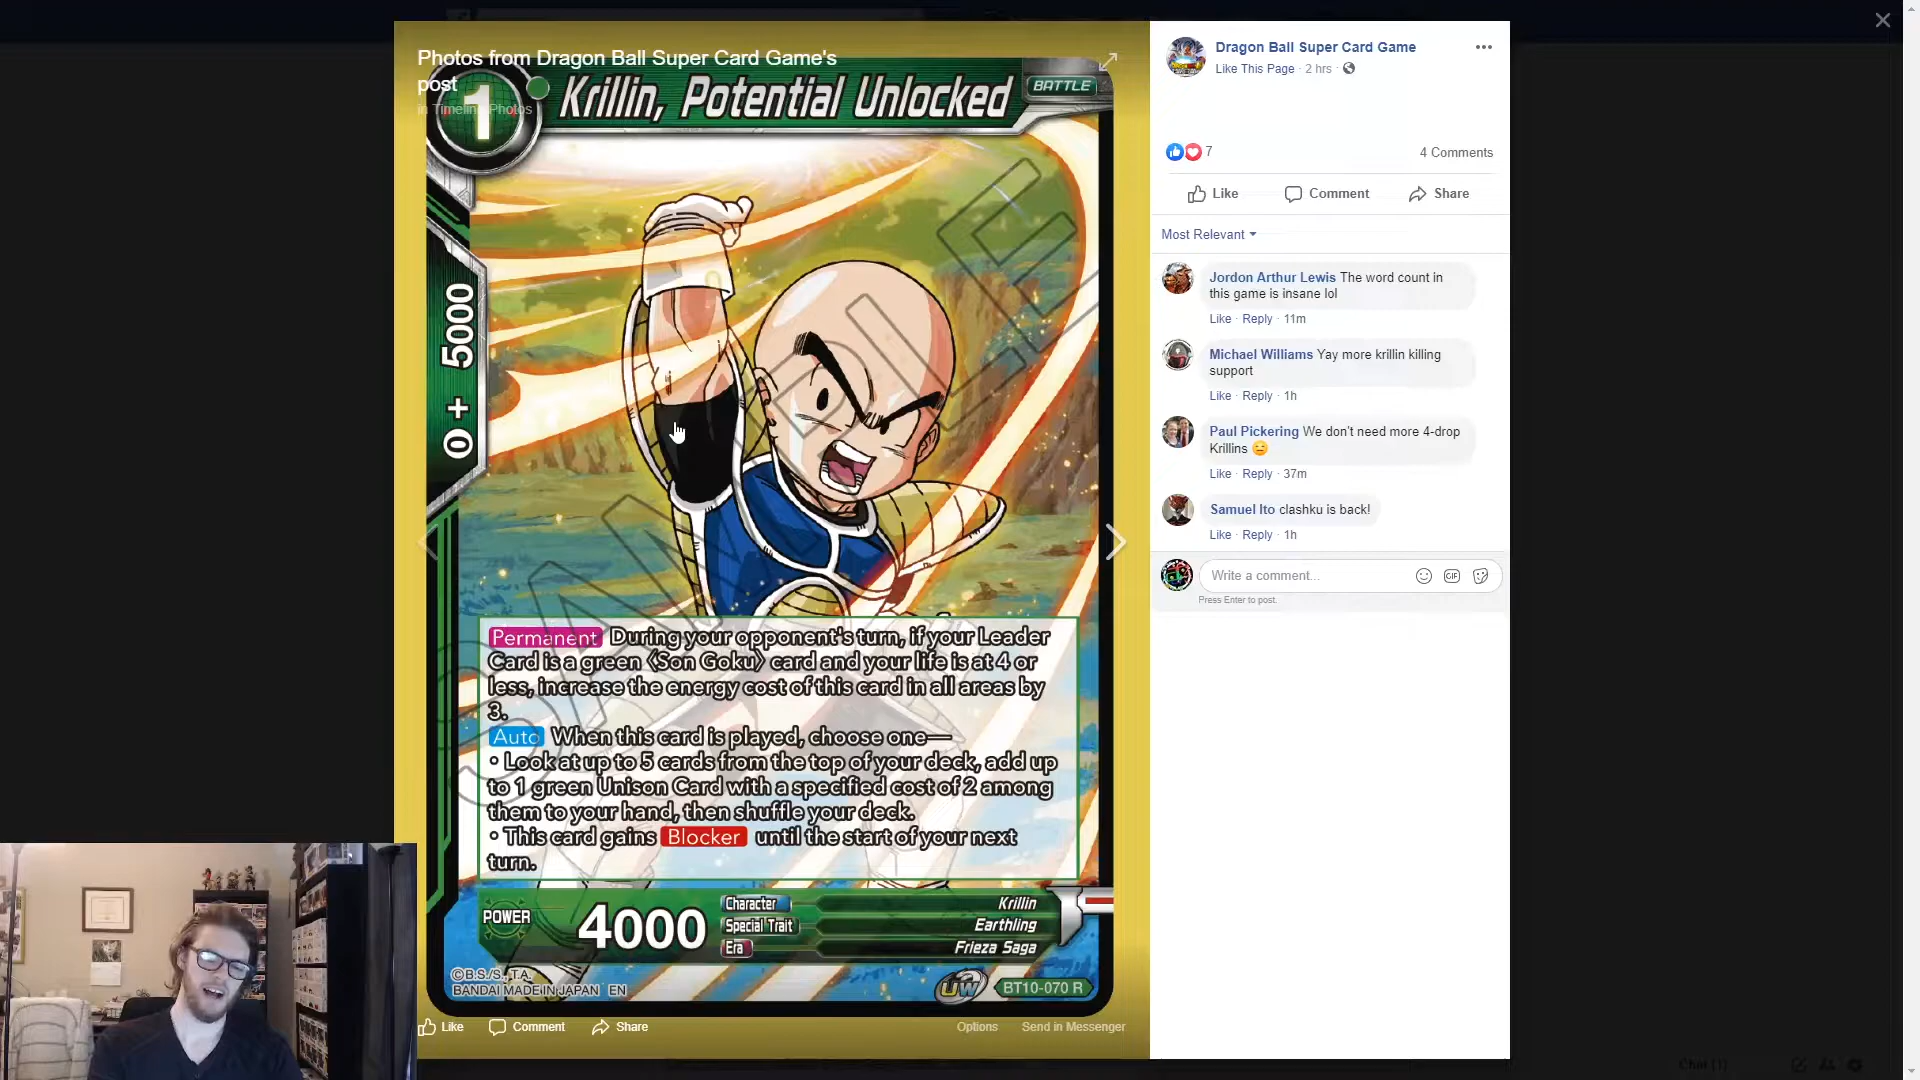 Photos from Dragon Ball Super Card Game's
post
in Timeline Photos
1
Krillin, Potential Unlocked
BATTLE
0 + 5000
SAMPLE
Permanent During your opponent's turn, if your Leader
Card is a green 《Son Goku》 card and your life is at 4 or
less, increase the energy cost of this card in all areas by
3.
Auto When this card is played, choose one—
• Look at up to 5 cards from the top of your deck, add up
to 1 green Unison Card with a specified cost of 2 among
them to your hand, then shuffle your deck.
• This card gains Blocker until the start of your next
turn.
POWER 4000
Character Krillin
Special Trait Earthling
Era Frieza Saga
©B.S./S., T.A.
BANDAI MADE IN JAPAN EN
UW
BT10-070 R
Like Comment Share
Options Send in Messenger
Dragon Ball Super Card Game
Like This Page · 2 hrs ·
7
4 Comments
Like Comment Share
Most Relevant
Jordon Arthur Lewis The word count in
this game is insane lol
Like · Reply · 11m
Michael Williams Yay more krillin killing
support
Like · Reply · 1h
Paul Pickering We don't need more 4-drop
Krillins 😑
Like · Reply · 37m
Samuel Ito clashku is back!
Like · Reply · 1h
Write a comment...
GIF
Press Enter to post.
Chat (1)